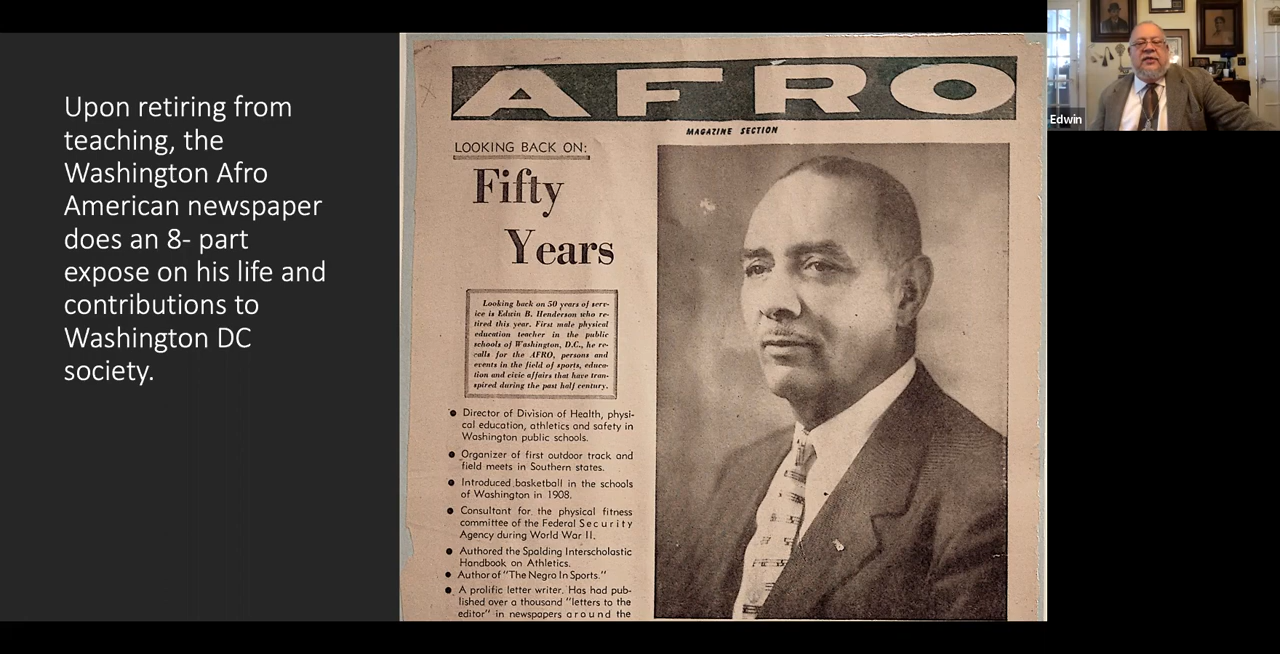 Upon retiring from
teaching, the
Washington Afro
American newspaper
does an 8- part
expose on his life and
contributions to
Washington DC
society.
AFRO
MAGAZINE SECTION
LOOKING BACK ON:
Fifty
Years
Looking back on 50 years of serv-
ice is Edwin B. Henderson who re-
tired this year. First male physical
education teacher in the public
schools of Washington, D.C., he re-
calls for the AFRO, persons and
events in the field of sports, educa-
tion and civic affairs that have tran-
spired during the past half century.
● Director of Division of Health, physi-
cal education, athletics and safety in
Washington public schools.
● Organizer of first outdoor track and
field meets in Southern states.
● Introduced basketball in the schools
of Washington in 1908.
● Consultant for the physical fitness
committee of the Federal Security
Agency during World War II.
● Authored the Spalding Interscholastic
Handbook on Athletics.
● Author of "The Negro In Sports."
● A prolific letter writer. Has had pub-
lished over a thousand "letters to the
editor" in newspapers around the
Edwin